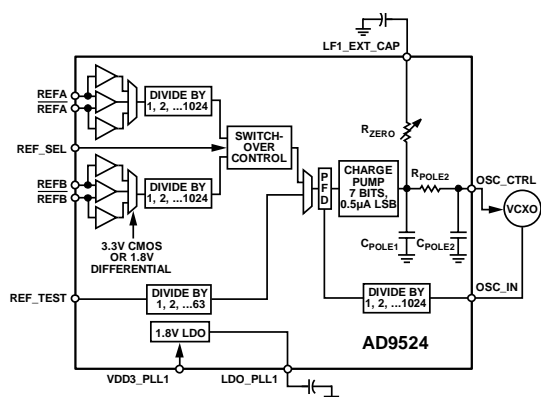 LF1_EXT_CAP
REFA
REFA
DIVIDE BY
1, 2, ...1024
SWITCH-
OVER
CONTROL
REF_SEL
RZERO
RPOLE2
OSC_CTRL
REFB
REFB
DIVIDE BY
1, 2, ...1024
P
F
D
CHARGE
PUMP
7 BITS,
0.5µA LSB
VCXO
CPOLE1
CPOLE2
3.3V CMOS
OR 1.8V
DIFFERENTIAL
REF_TEST
DIVIDE BY
1, 2, ...63
DIVIDE BY
1, 2, ...1024
OSC_IN
1.8V LDO
AD9524
VDD3_PLL1
LDO_PLL1